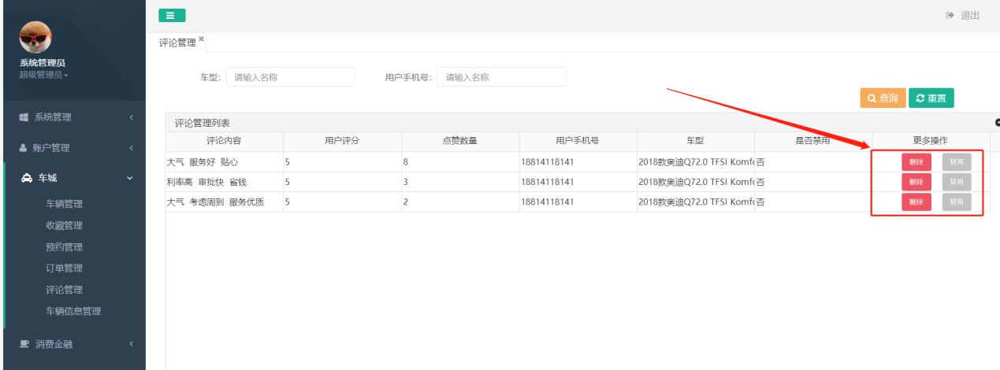 退出
系统管理员
超级管理员
系统管理
账户管理
车城
车辆管理
收藏管理
预约管理
订单管理
评论管理
车辆信息管理
消费金融
评论管理
车型: 请输入名称 用户手机号: 请输入名称
查询 重置
评论管理列表
评论内容 用户评分 点赞数量 用户手机号 车型 是否禁用 更多操作
大气 服务好 贴心 5 8 18814118141 2018款奥迪Q72.0 TFSI Komf 否 删除 禁用
利率高 审批快 省钱 5 3 18814118141 2018款奥迪Q72.0 TFSI Komf 否 删除 禁用
大气 考虑周到 服务优质 5 2 18814118141 2018款奥迪Q72.0 TFSI Komf 否 删除 禁用